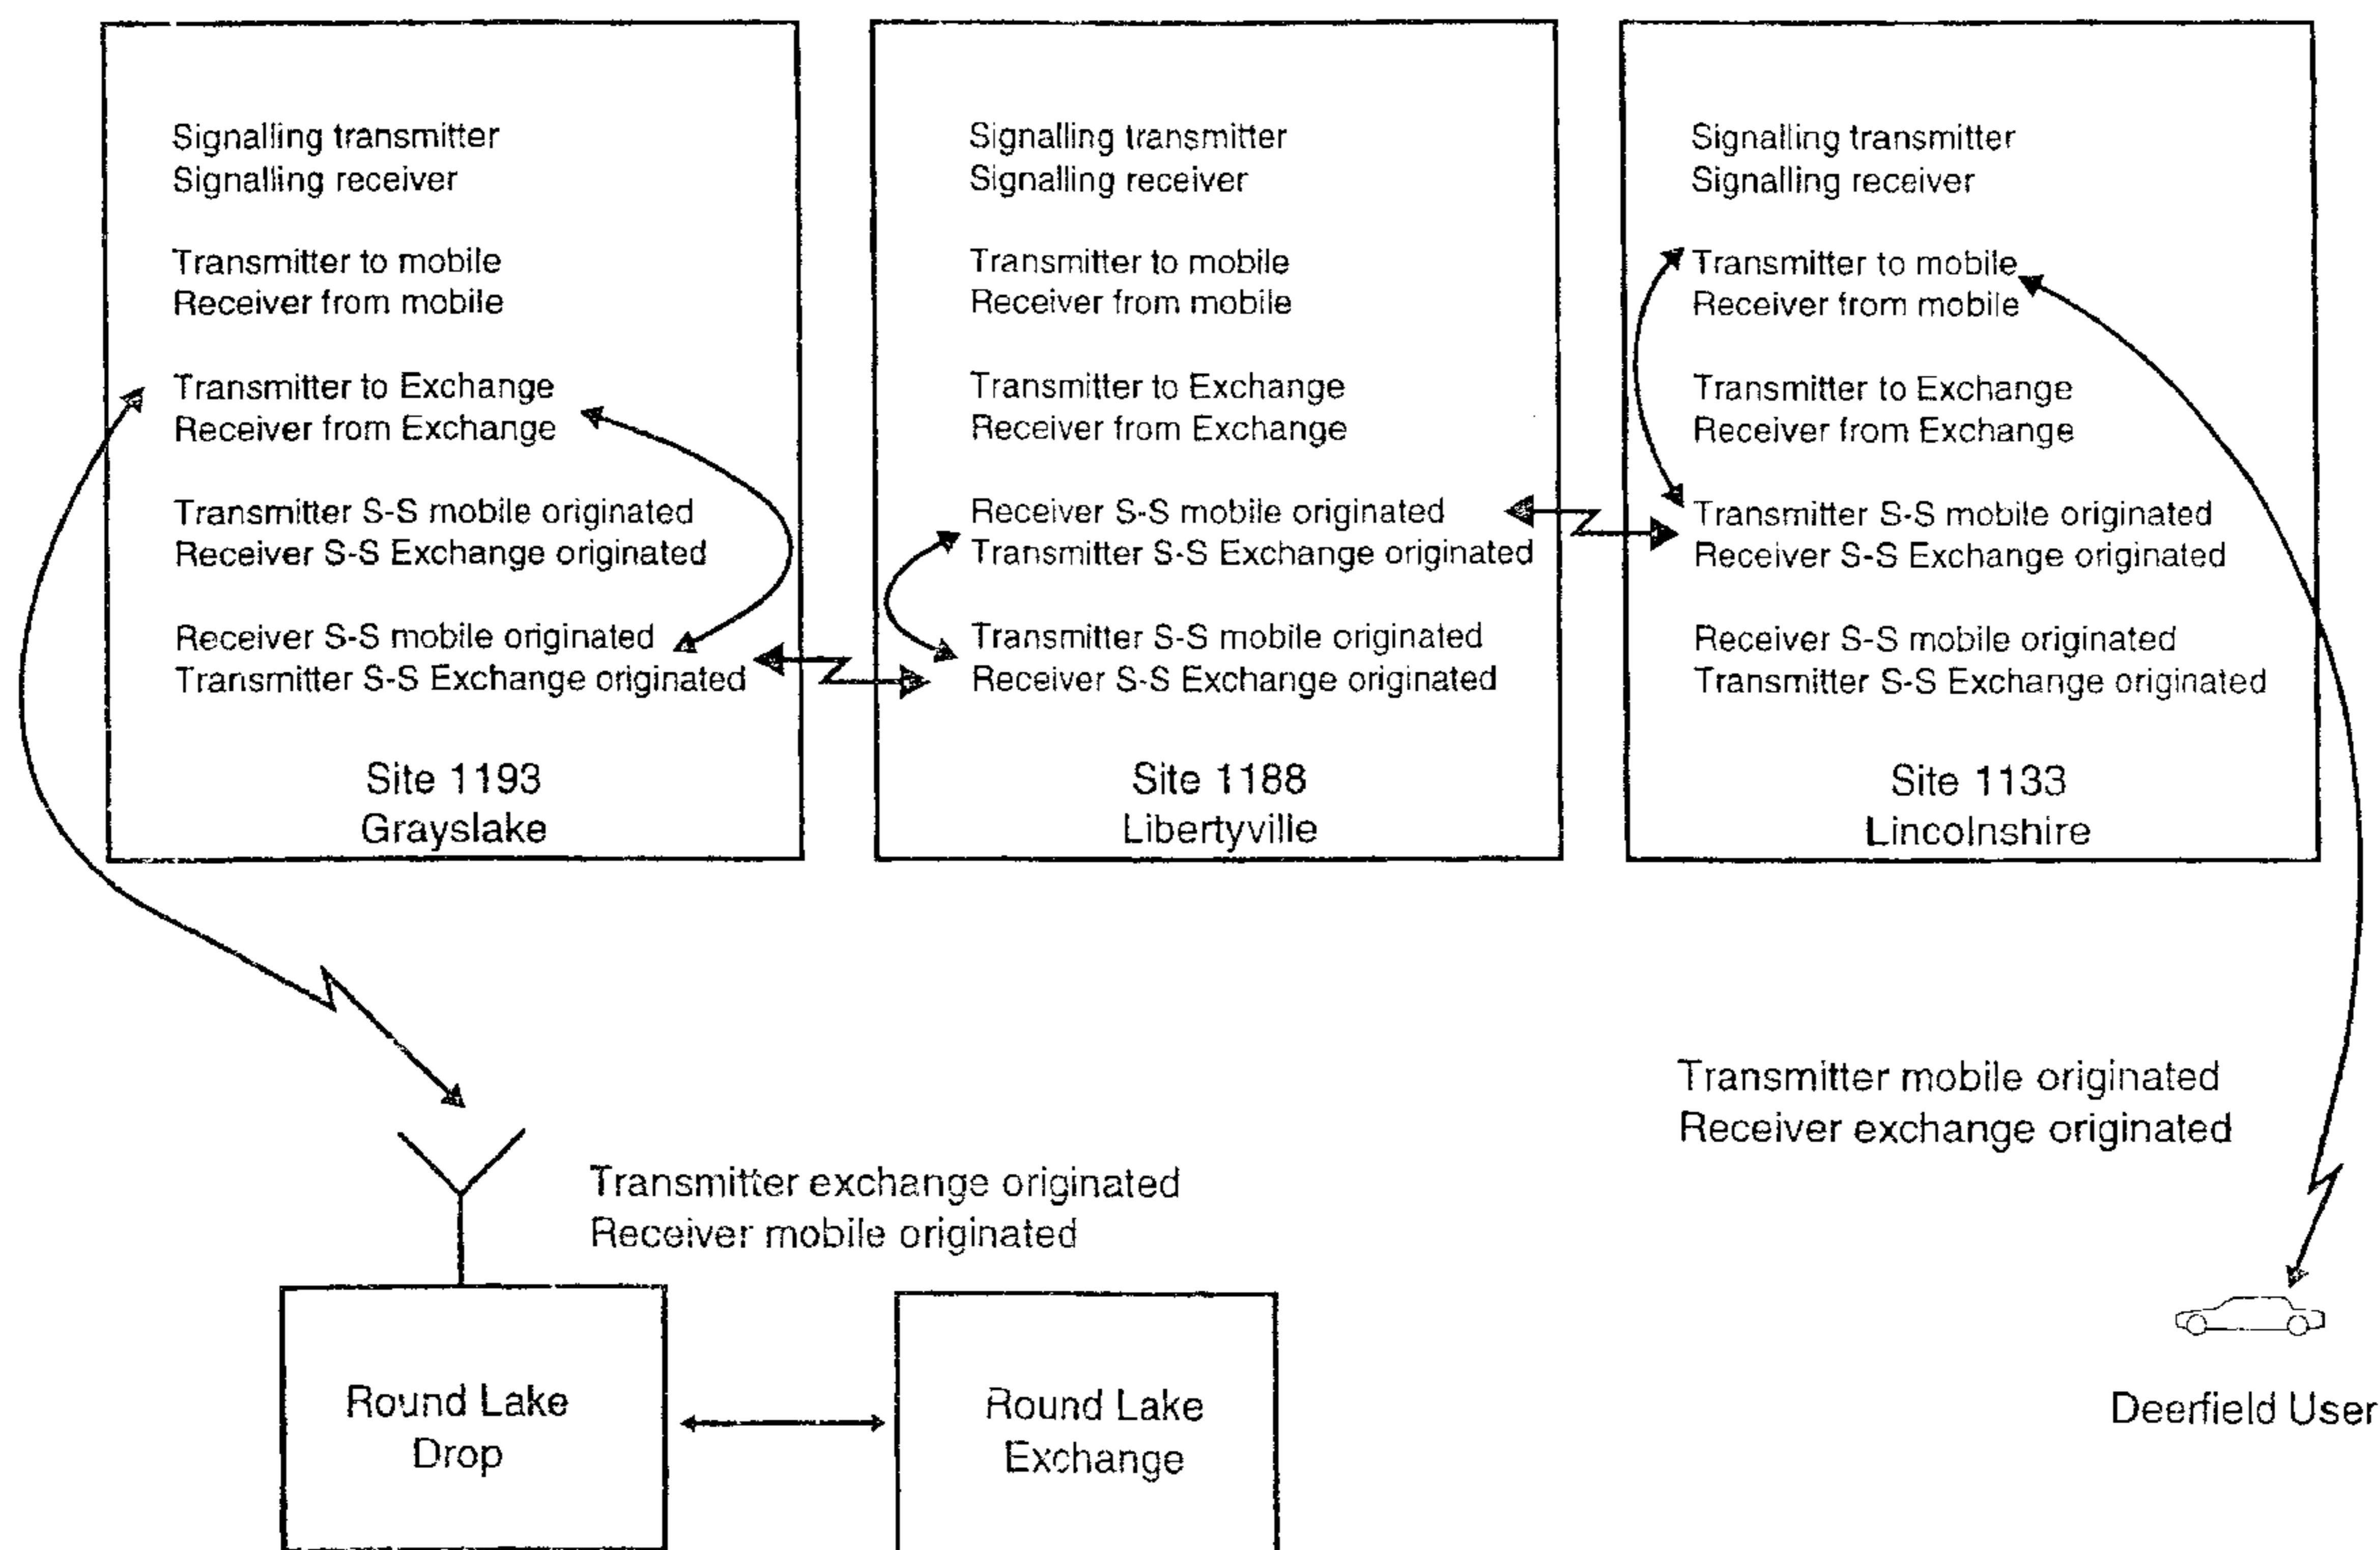 Signalling transmitter
Signalling receiver
Transmitter to mobile
Receiver from mobile
Transmitter to Exchange
Receiver from Exchange
Transmitter S-S mobile originated
Receiver S-S Exchange originated
Receiver S-S mobile originated
Transmitter S-S Exchange originated
Site 1193
Grayslake
Signalling transmitter
Signalling receiver
Transmitter to mobile
Receiver from mobile
Transmitter to Exchange
Receiver from Exchange
Receiver S-S mobile originated
Transmitter S-S Exchange originated
Transmitter S-S mobile originated
Receiver S-S Exchange originated
Site 1188
Libertyville
Signalling transmitter
Signalling receiver
Transmitter to mobile
Receiver from mobile
Transmitter to Exchange
Receiver from Exchange
Transmitter S-S mobile originated
Receiver S-S Exchange originated
Receiver S-S mobile originated
Transmitter S-S Exchange originated
Site 1133
Lincolnshire
Transmitter mobile originated
Receiver exchange originated
Transmitter exchange originated
Receiver mobile originated
Round Lake
Drop
Round Lake
Exchange
Deerfield User